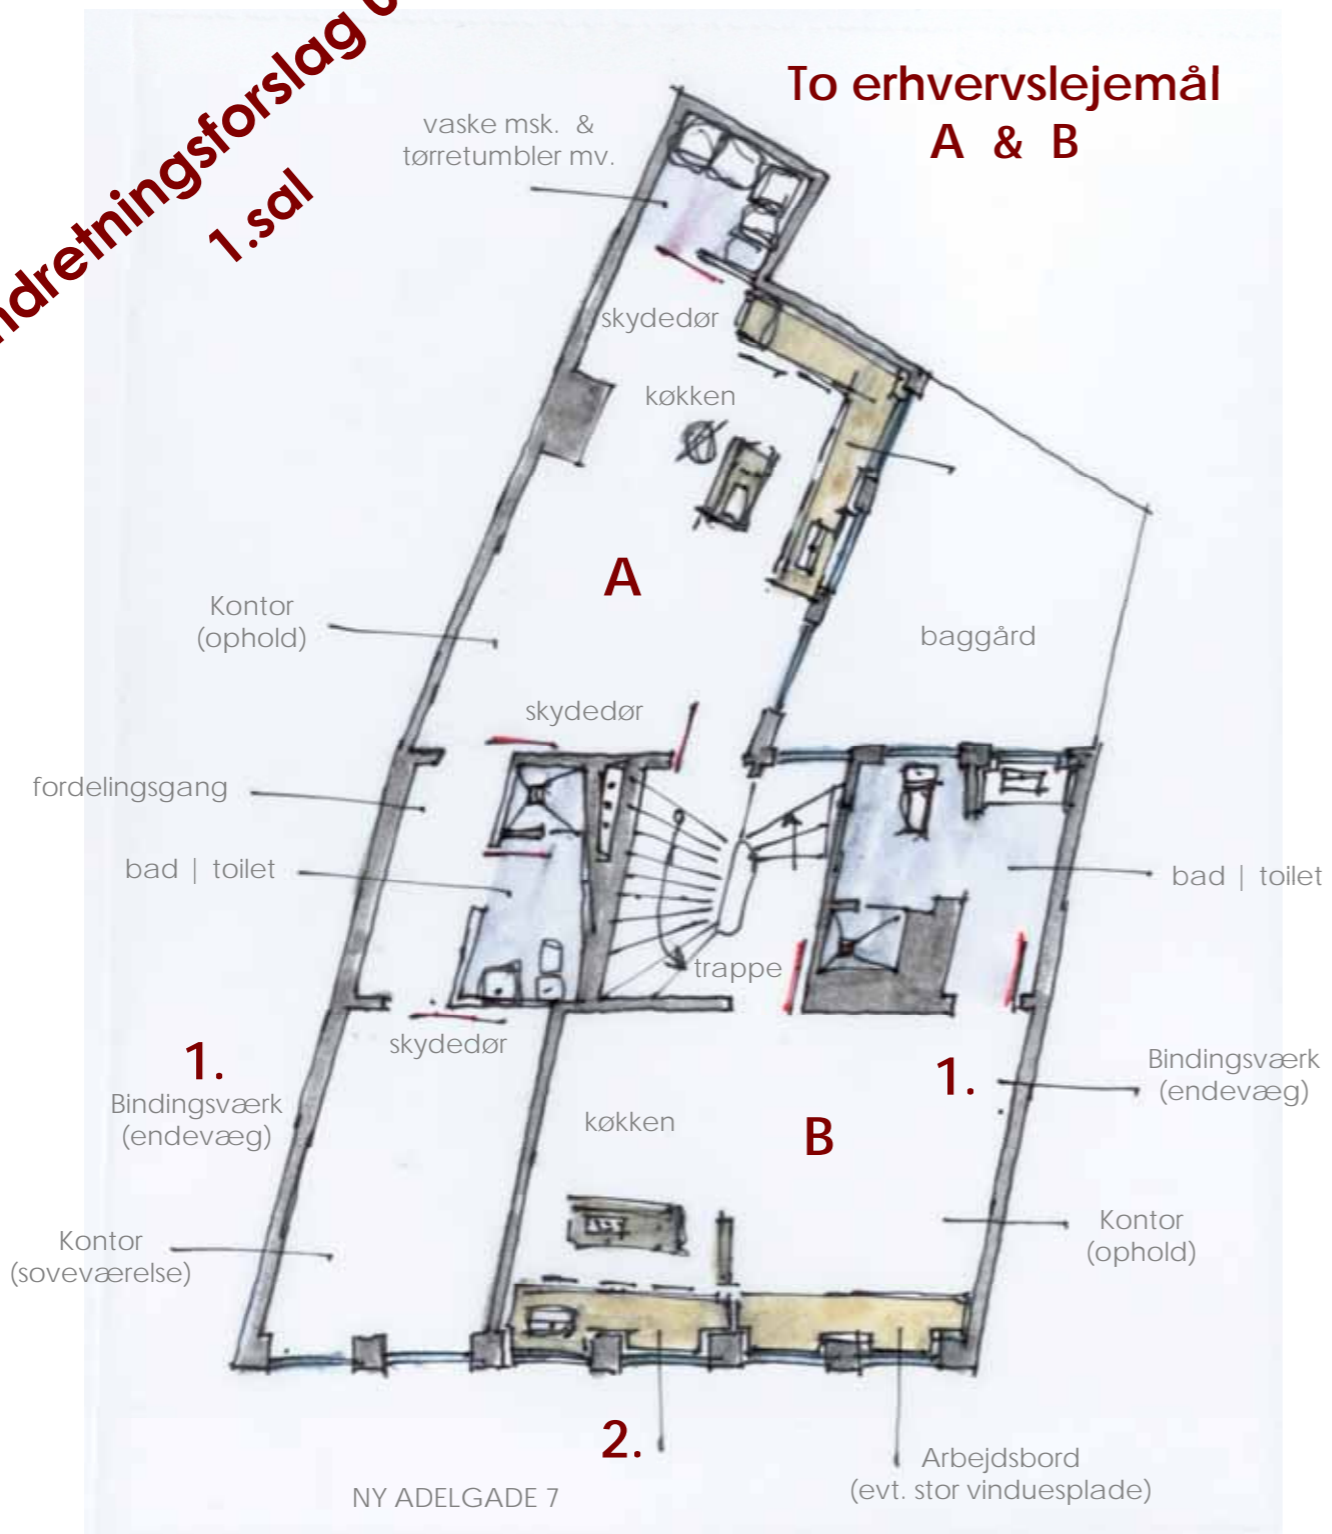 1.sal
To erhvervslejemål
A & B
vaske msk. &
tørretumbler mv.
skydedør
køkken
A
Kontor
(ophold)
baggård
skydedør
fordelingsgang
bad | toilet
bad | toilet
trappe
skydedør
1.
Bindingsværk
(endevæg)
1.
Bindingsværk
(endevæg)
køkken
B
Kontor
(soveværelse)
Kontor
(ophold)
2.
Arbejdsbord
(evt. stor vinduesplade)
NY ADELGADE 7